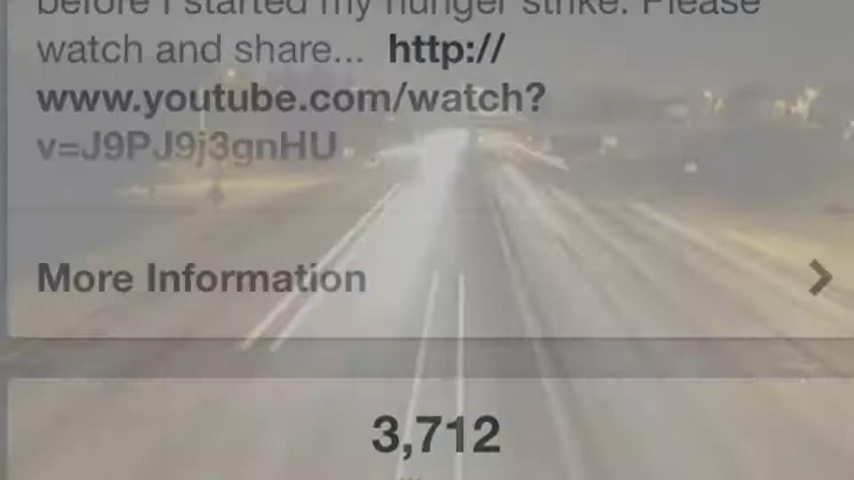 before I started my hunger strike. Please
watch and share... http://
www.youtube.com/watch?
v=J9PJ9j3gnHU
More Information
3,712